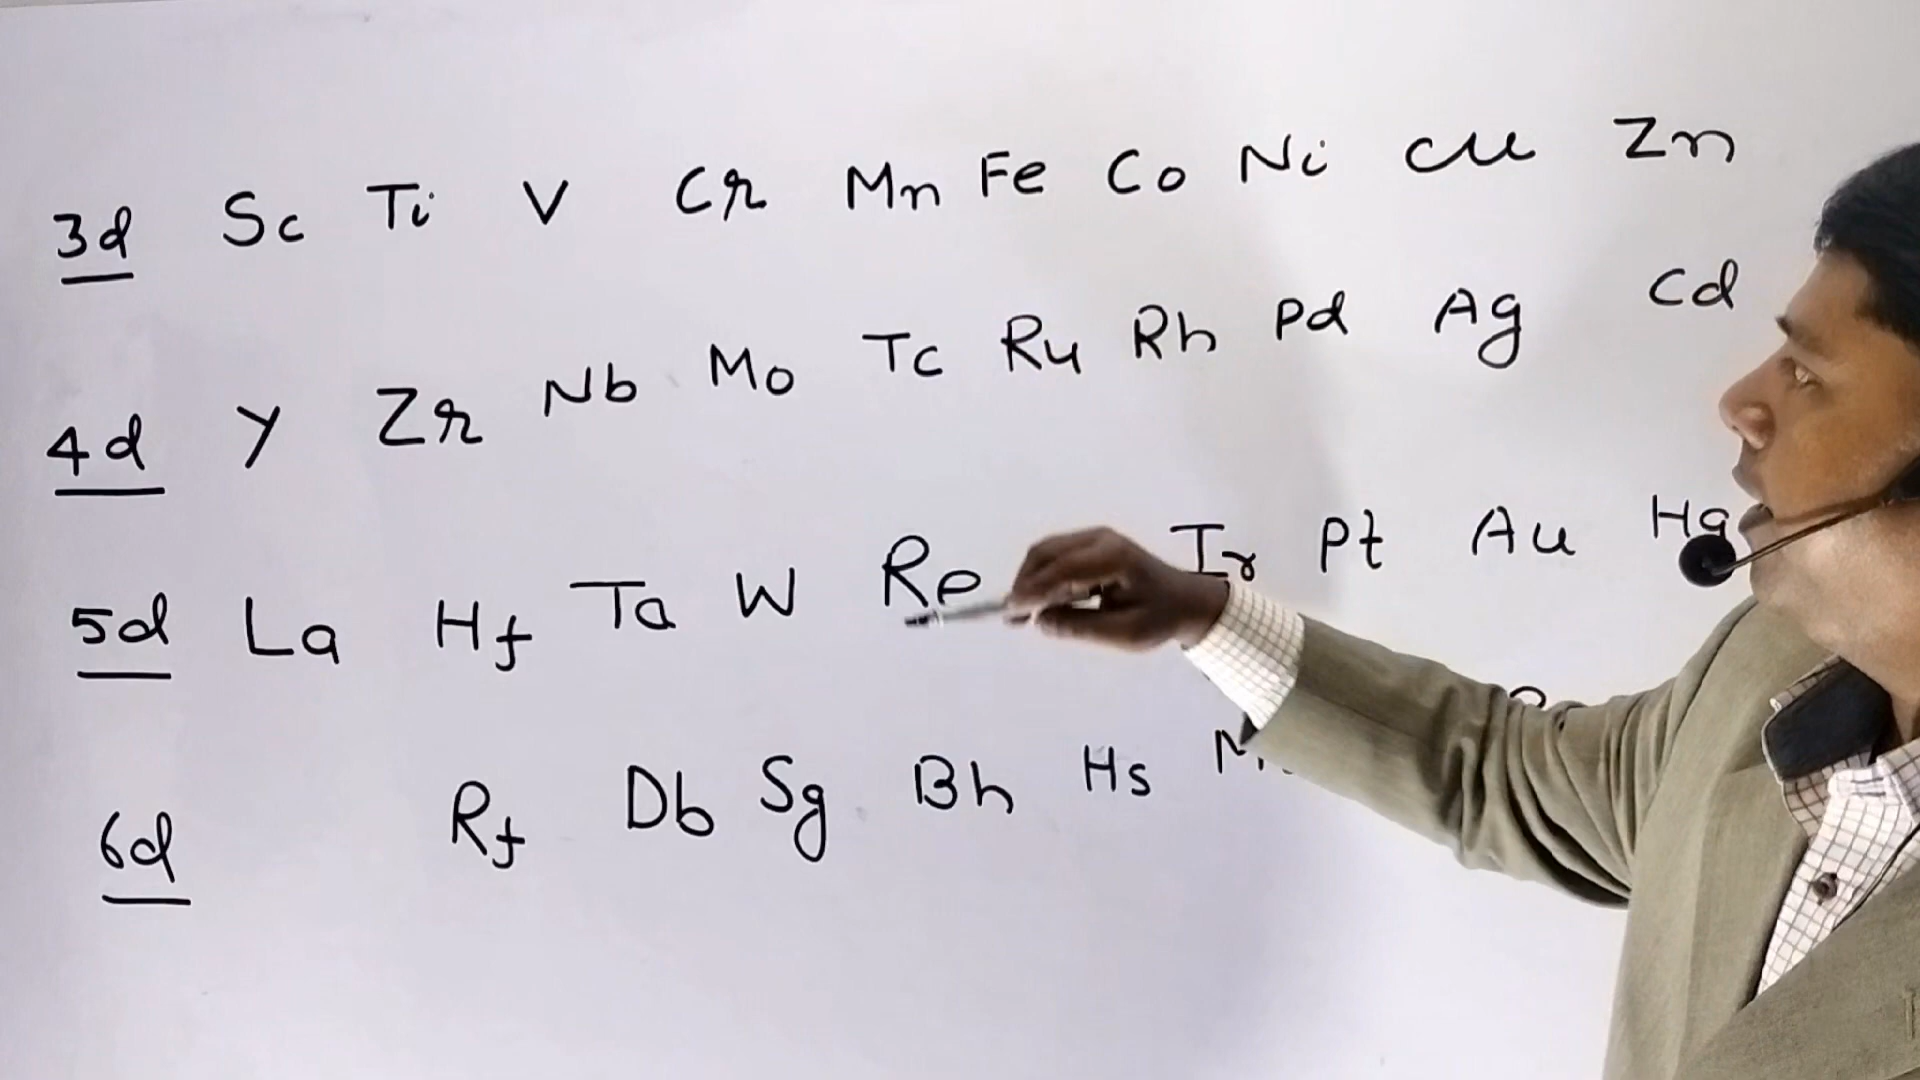 3d Sc Ti V Cr Mn Fe Co Ni Cu Zn
4d Y Zr Nb Mo Tc Ru Rh Pd Ag Cd
5d La Hf Ta W Re Ir Pt Au Hg
6d Rf Db Sg Bh Hs